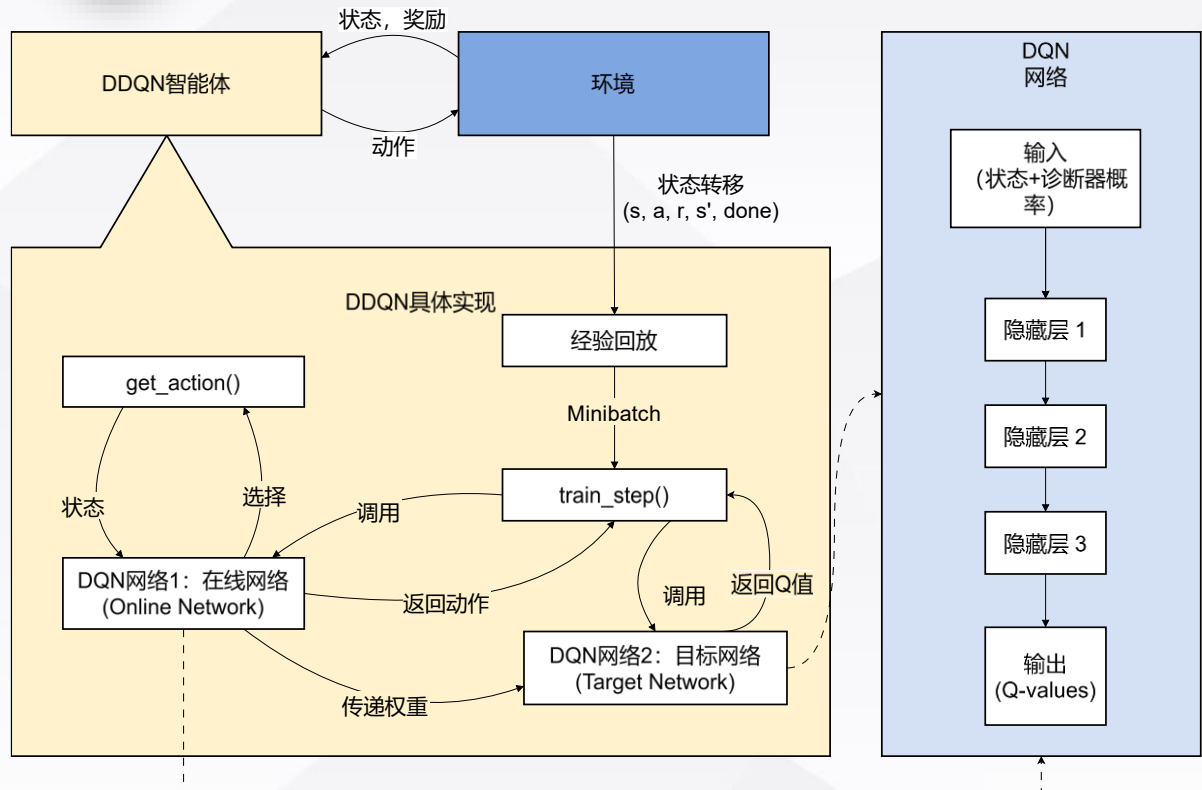 状态，奖励
DDQN智能体
环境
动作
状态转移
(s, a, r, s', done)
DDQN具体实现
经验回放
get_action()
Minibatch
train_step()
状态
选择
调用
DQN网络1：在线网络
(Online Network)
返回动作
调用
返回Q值
DQN网络2：目标网络
(Target Network)
传递权重
DQN
网络
输入
（状态+诊断器概
率）
隐藏层 1
隐藏层 2
隐藏层 3
输出
(Q-values)